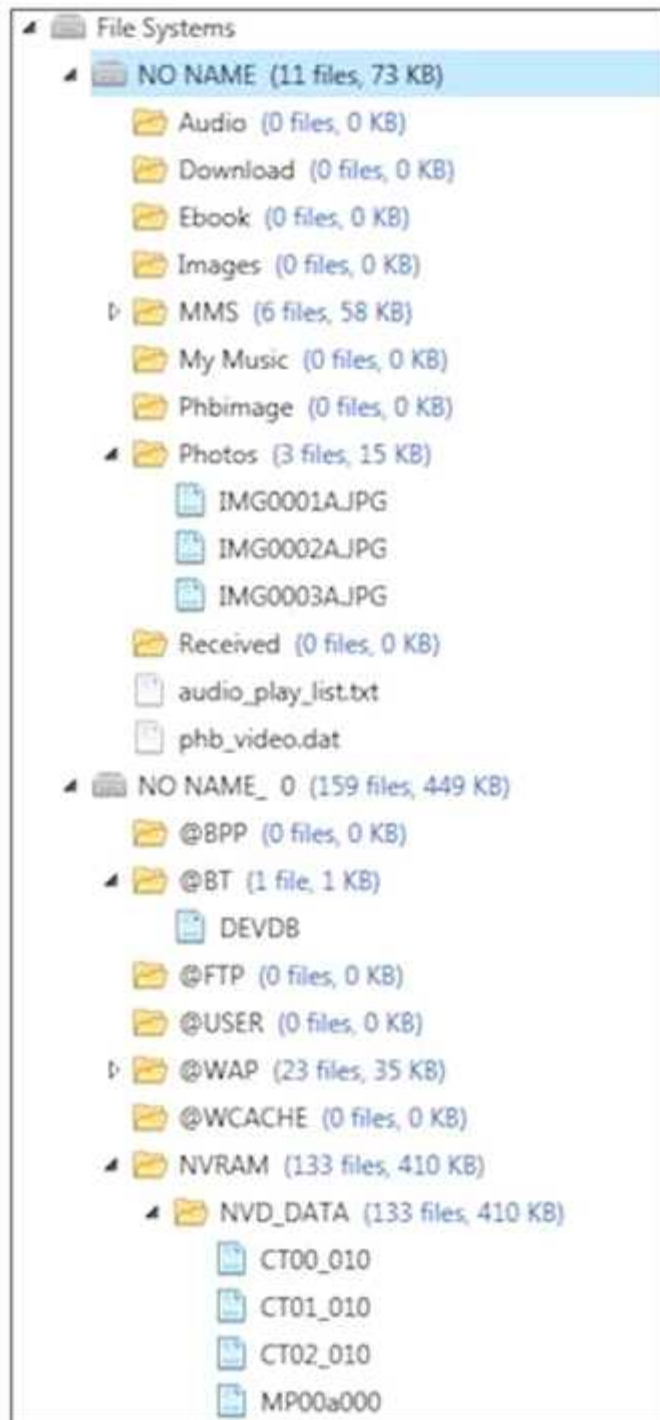 File Systems
NO NAME (11 files, 73 KB)
Audio (0 files, 0 KB)
Download (0 files, 0 KB)
Ebook (0 files, 0 KB)
Images (0 files, 0 KB)
MMS (6 files, 58 KB)
My Music (0 files, 0 KB)
Phbimage (0 files, 0 KB)
Photos (3 files, 15 KB)
IMG0001A.JPG
IMG0002A.JPG
IMG0003A.JPG
Received (0 files, 0 KB)
audio_play_list.txt
phb_video.dat
NO NAME_ 0 (159 files, 449 KB)
@BPP (0 files, 0 KB)
@BT (1 file, 1 KB)
DEVDB
@FTP (0 files, 0 KB)
@USER (0 files, 0 KB)
@WAP (23 files, 35 KB)
@WCACHE (0 files, 0 KB)
NVRAM (133 files, 410 KB)
NVD_DATA (133 files, 410 KB)
CT00_010
CT01_010
CT02_010
MP00a000